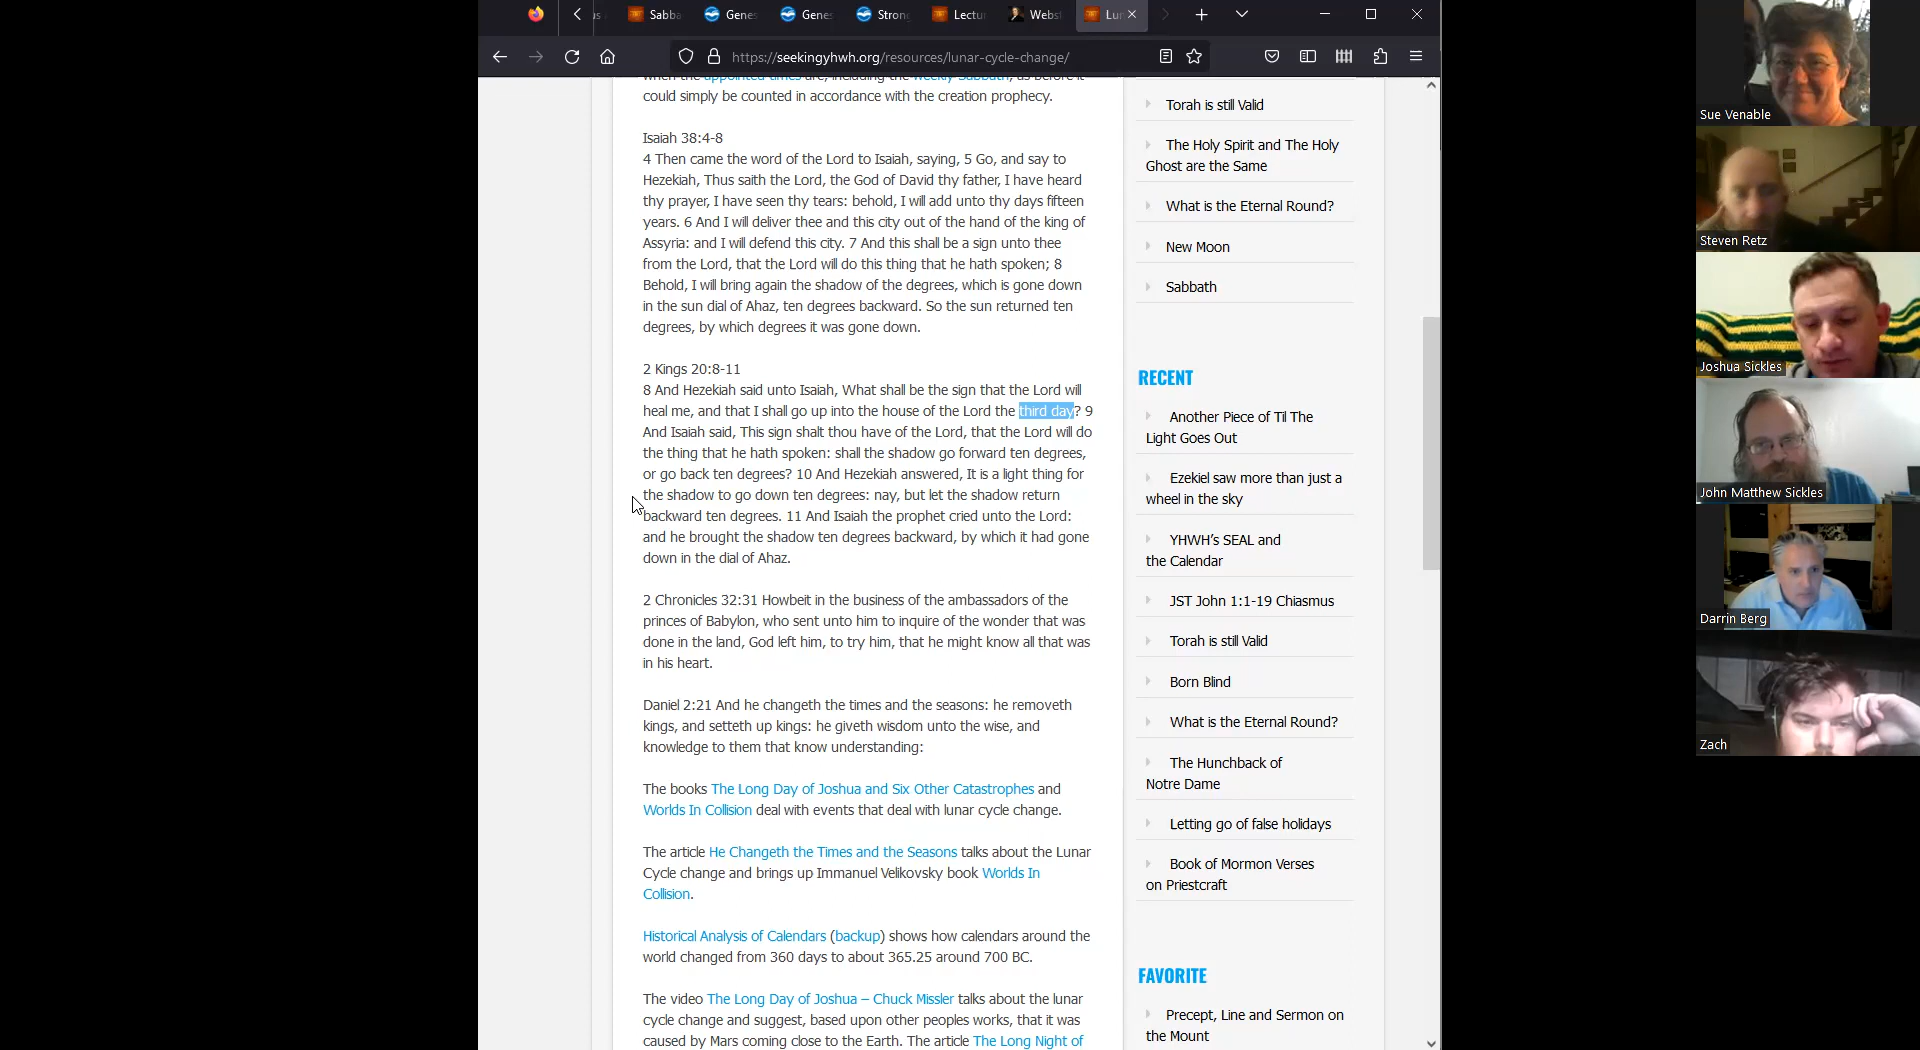 Sabba
Genes
Genes
Strong
Lectur
Webst
Lun
https://seekingyhwh.org/resources/lunar-cycle-change/
when the appointed times are, including the weekly Sabbath, as before it
could simply be counted in accordance with the creation prophecy.
Isaiah 38:4-8
4 Then came the word of the Lord to Isaiah, saying, 5 Go, and say to
Hezekiah, Thus saith the Lord, the God of David thy father, I have heard
thy prayer, I have seen thy tears: behold, I will add unto thy days fifteen
years. 6 And I will deliver thee and this city out of the hand of the king of
Assyria: and I will defend this city. 7 And this shall be a sign unto thee
from the Lord, that the Lord will do this thing that he hath spoken; 8
Behold, I will bring again the shadow of the degrees, which is gone down
in the sun dial of Ahaz, ten degrees backward. So the sun returned ten
degrees, by which degrees it was gone down.
2 Kings 20:8-11
8 And Hezekiah said unto Isaiah, What shall be the sign that the Lord will
heal me, and that I shall go up into the house of the Lord the third day? 9
And Isaiah said, This sign shalt thou have of the Lord, that the Lord will do
the thing that he hath spoken: shall the shadow go forward ten degrees,
or go back ten degrees? 10 And Hezekiah answered, It is a light thing for
the shadow to go down ten degrees: nay, but let the shadow return
backward ten degrees. 11 And Isaiah the prophet cried unto the Lord:
and he brought the shadow ten degrees backward, by which it had gone
down in the dial of Ahaz.
2 Chronicles 32:31 Howbeit in the business of the ambassadors of the
princes of Babylon, who sent unto him to inquire of the wonder that was
done in the land, God left him, to try him, that he might know all that was
in his heart.
Daniel 2:21 And he changeth the times and the seasons: he removeth
kings, and setteth up kings: he giveth wisdom unto the wise, and
knowledge to them that know understanding:
The books The Long Day of Joshua and Six Other Catastrophes and
Worlds In Collision deal with events that deal with lunar cycle change.
The article He Changeth the Times and the Seasons talks about the Lunar
Cycle change and brings up Immanuel Velikovsky book Worlds In
Collision.
Historical Analysis of Calendars (backup) shows how calendars around the
world changed from 360 days to about 365.25 around 700 BC.
The video The Long Day of Joshua – Chuck Missler talks about the lunar
cycle change and suggest, based upon other peoples works, that it was
caused by Mars coming close to the Earth. The article The Long Night of
Torah is still Valid
The Holy Spirit and The Holy
Ghost are the Same
What is the Eternal Round?
New Moon
Sabbath
RECENT
Another Piece of Til The
Light Goes Out
Ezekiel saw more than just a
wheel in the sky
YHWH's SEAL and
the Calendar
JST John 1:1-19 Chiasmus
Torah is still Valid
Born Blind
What is the Eternal Round?
The Hunchback of
Notre Dame
Letting go of false holidays
Book of Mormon Verses
on Priestcraft
FAVORITE
Precept, Line and Sermon on
the Mount
Sue Venable
Steven Retz
Joshua Sickles
John Matthew Sickles
Darrin Berg
Zach